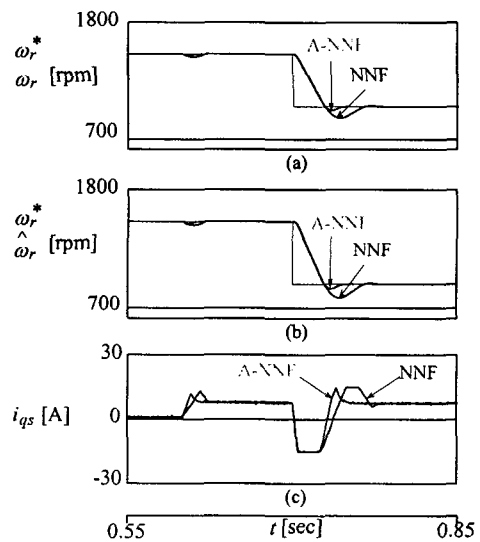 1800
ω_r^*
ω_r [rpm]
A-NNF
NNF
700
(a)
1800
ω_r^*
ω̂_r [rpm]
A-NNF
NNF
700
(b)
30
A-NNF
NNF
i_qs [A]
0
-30
(c)
0.55
t [sec]
0.85